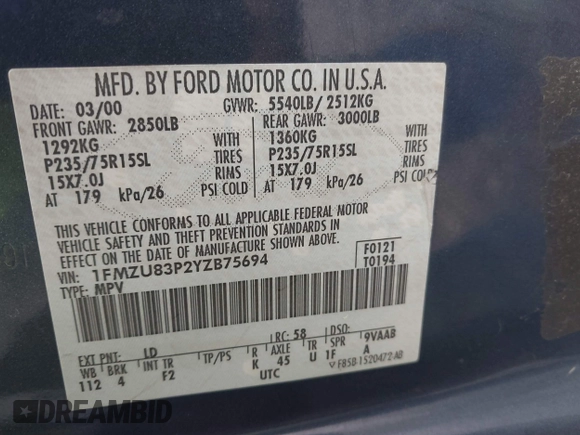 MFD. BY FORD MOTOR CO. IN U.S.A.
DATE: 03/00 GVWR: 5540LB/ 2512KG
FRONT GAWR: 2850LB REAR GAWR: 3000LB
1292KG WITH 1360KG WITH
P235/75R15SL TIRES P235/75R15SL TIRES
15X7.0J RIMS 15X7.0J RIMS
AT 179 kPa/26 PSI COLD AT 179 kPa/26 PSI COLD
THIS VEHICLE CONFORMS TO ALL APPLICABLE FEDERAL MOTOR
VEHICLE SAFETY AND THEFT PREVENTION STANDARDS IN
EFFECT ON THE DATE OF MANUFACTURE SHOWN ABOVE.
VIN: 1FMZU83P2YZB75694 F0121
TYPE: MPV T0194
EXT PNT: LD RC: 58 DSO:
WB BRK INT TR TP/PS R AXLE TR SPR 9VAAB
112 4 F2 K 45 U 1F A
UTC F85B-1520472-AB
DREAMBID